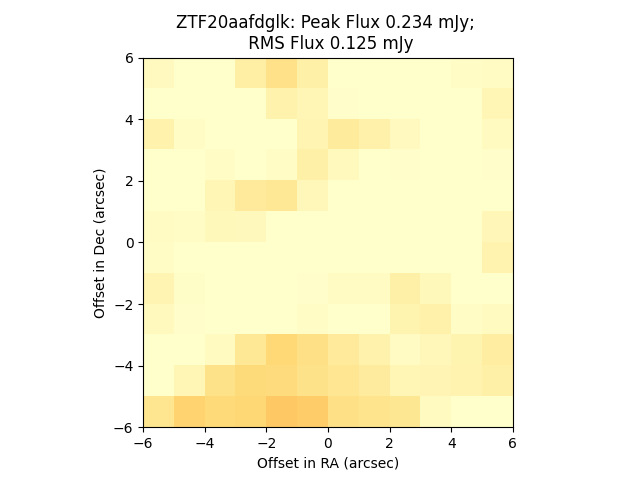 ZTF20aafdglk: Peak Flux 0.234 mJy;
RMS Flux 0.125 mJy
6
4
2
0
−2
−4
−6
Offset in Dec (arcsec)
−6 −4 −2 0 2 4 6
Offset in RA (arcsec)